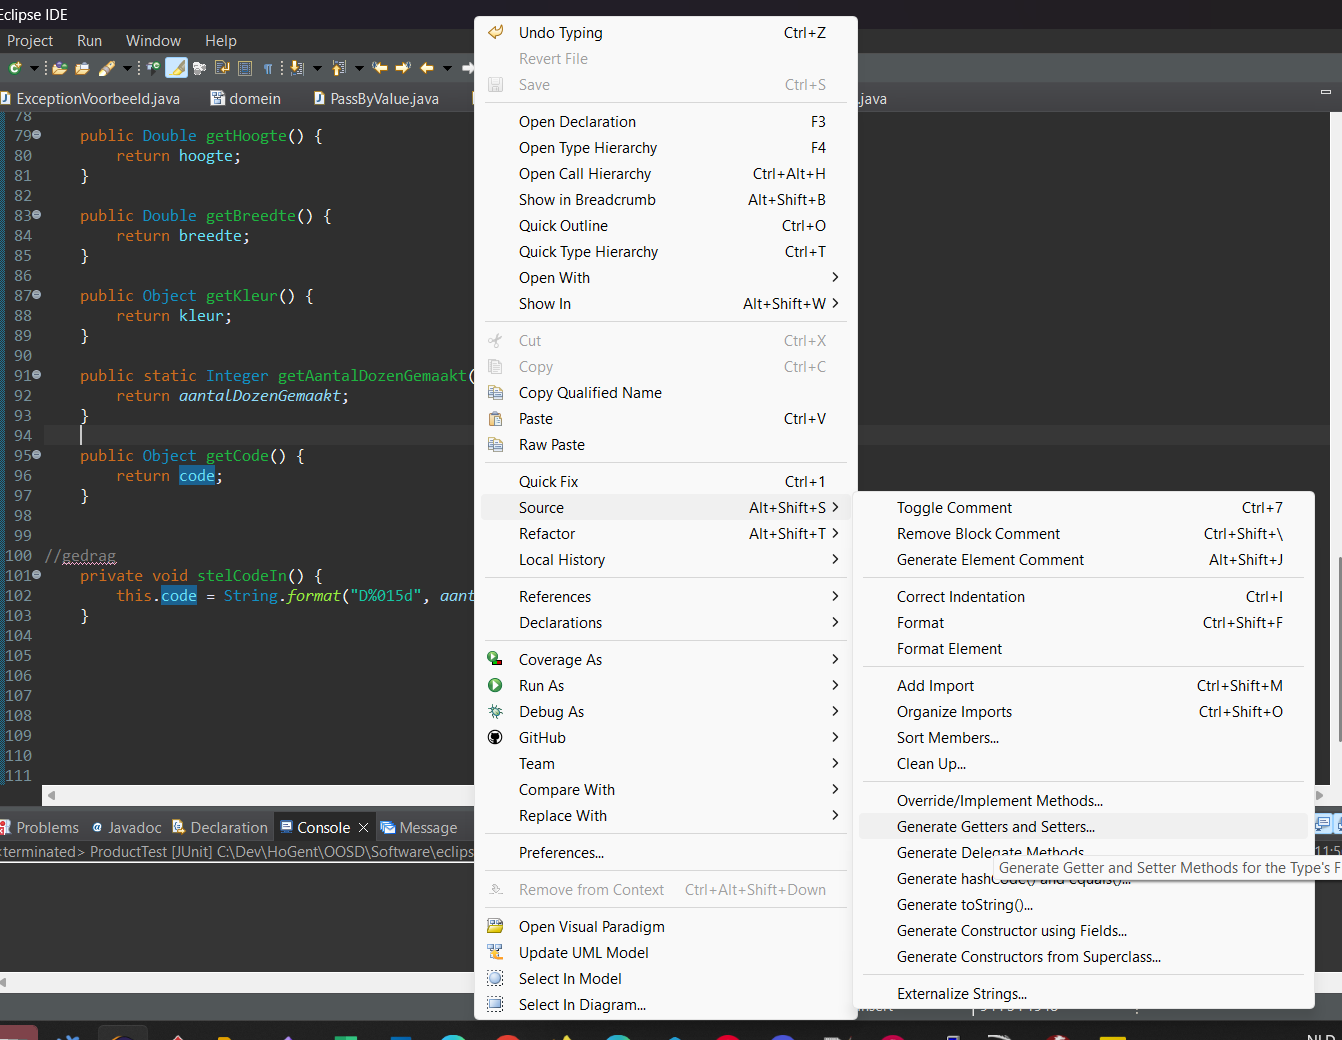 Eclipse IDE
Project Run Window Help
ExceptionVoorbeeld.java domein PassByValue.java .java
78
79 public Double getHoogte() {
80 return hoogte;
81 }
82
83 public Double getBreedte() {
84 return breedte;
85 }
86
87 public Object getKleur() {
88 return kleur;
89 }
90
91 public static Integer getAantalDozenGemaakt(
92 return aantalDozenGemaakt;
93 }
94
95 public Object getCode() {
96 return code;
97 }
98
99
100 //gedrag
101 private void stelCodeIn() {
102 this.code = String.format("D%015d", aant
103 }
104
105
106
107
108
109
110
111
Problems Javadoc Declaration Console Message
<terminated> ProductTest [JUnit] C:\Dev\HoGent\OOSD\Software\eclips
Undo Typing Ctrl+Z
Revert File
Save Ctrl+S
Open Declaration F3
Open Type Hierarchy F4
Open Call Hierarchy Ctrl+Alt+H
Show in Breadcrumb Alt+Shift+B
Quick Outline Ctrl+O
Quick Type Hierarchy Ctrl+T
Open With
Show In Alt+Shift+W
Cut Ctrl+X
Copy Ctrl+C
Copy Qualified Name
Paste Ctrl+V
Raw Paste
Quick Fix Ctrl+1
Source Alt+Shift+S
Refactor Alt+Shift+T
Local History
References
Declarations
Coverage As
Run As
Debug As
GitHub
Team
Compare With
Replace With
Preferences...
Remove from Context Ctrl+Alt+Shift+Down
Open Visual Paradigm
Update UML Model
Select In Model
Select In Diagram...
Toggle Comment Ctrl+7
Remove Block Comment Ctrl+Shift+\
Generate Element Comment Alt+Shift+J
Correct Indentation Ctrl+I
Format Ctrl+Shift+F
Format Element
Add Import Ctrl+Shift+M
Organize Imports Ctrl+Shift+O
Sort Members...
Clean Up...
Override/Implement Methods...
Generate Getters and Setters...
Generate Delegate Methods
Generate Getter and Setter Methods for the Type's F
Generate hashCode() and equals()...
Generate toString()...
Generate Constructor using Fields...
Generate Constructors from Superclass...
Externalize Strings...